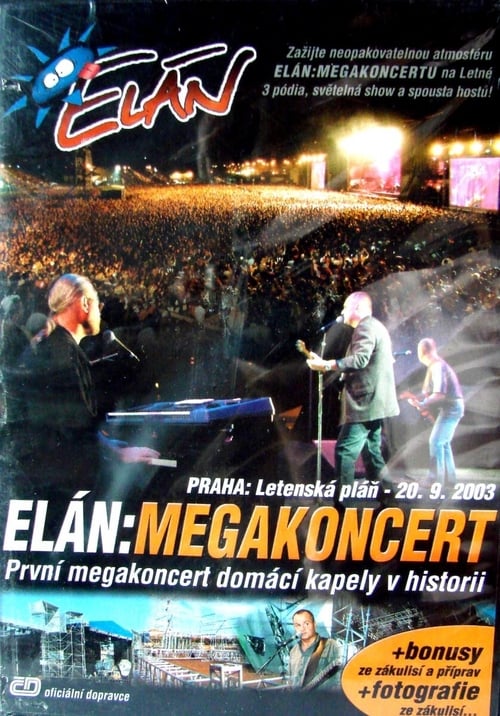 ELÁN
Zažijte neopakovatelnou atmosféru
ELÁN:MEGAKONCERTU na Letné
3 pódia, světelná show a spousta hostů!
PRAHA: Letenská pláň - 20. 9. 2003
ELÁN:MEGAKONCERT
První megakoncert domácí kapely v historii
+bonusy
ze zákulisí a příprav
+fotografie
ze zákulisí...
ČD oficiální dopravce